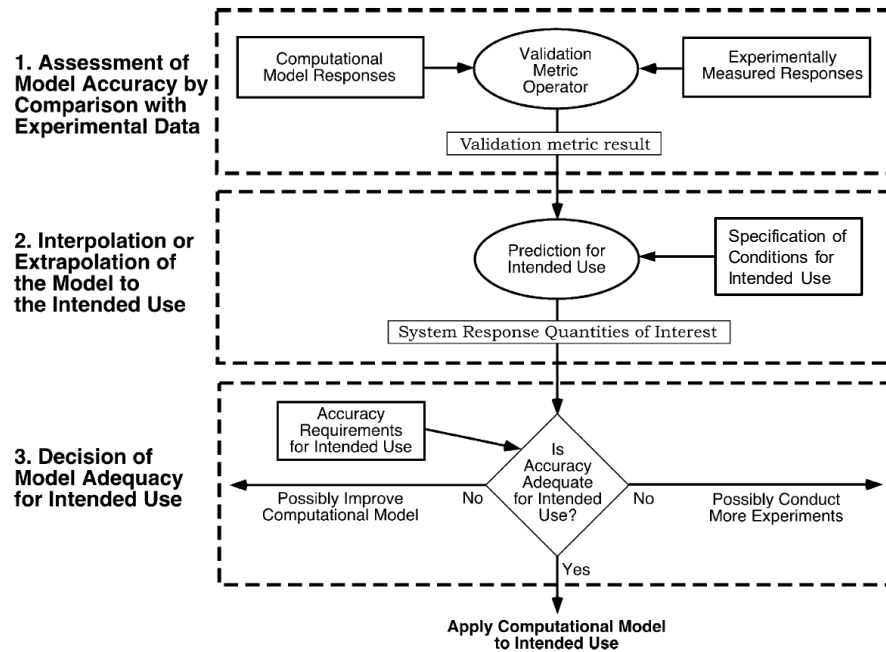 1. Assessment of
Model Accuracy by
Comparison with
Experimental Data
Computational
Model Responses
Validation
Metric
Operator
Experimentally
Measured Responses
Validation metric result
2. Interpolation or
Extrapolation of
the Model to
the Intended Use
Prediction for
Intended Use
Specification of
Conditions for
Intended Use
System Response Quantities of Interest
3. Decision of
Model Adequacy
for Intended Use
Accuracy
Requirements
for Intended Use
Is
Accuracy
Adequate
for Intended
Use?
No
Possibly Improve
Computational Model
No
Possibly Conduct
More Experiments
Yes
Apply Computational Model
to Intended Use